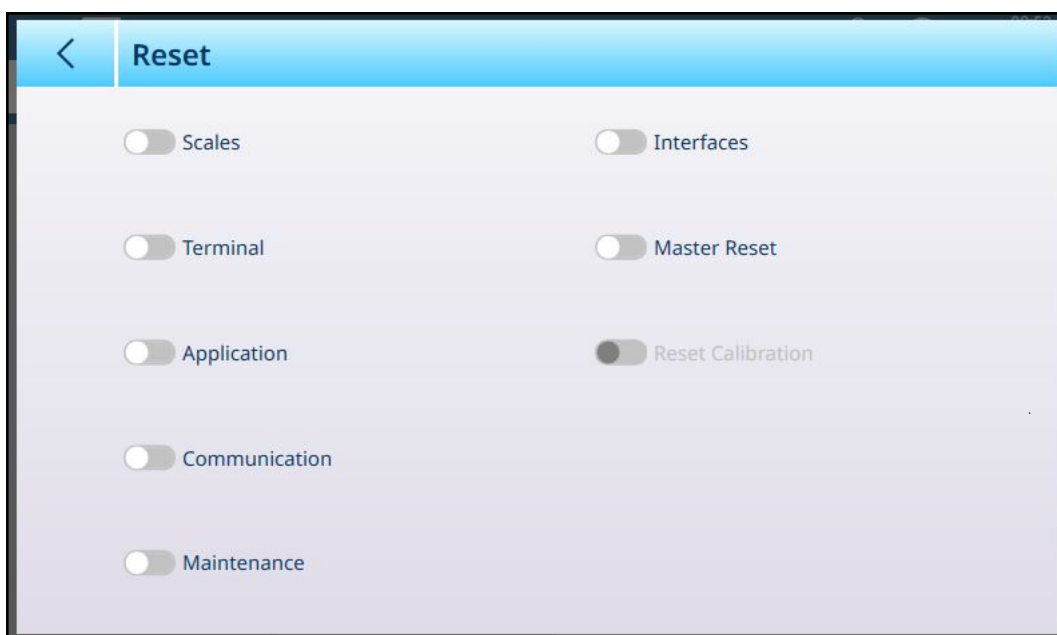 Reset
Scales
Interfaces
Terminal
Master Reset
Application
Reset Calibration
Communication
Maintenance